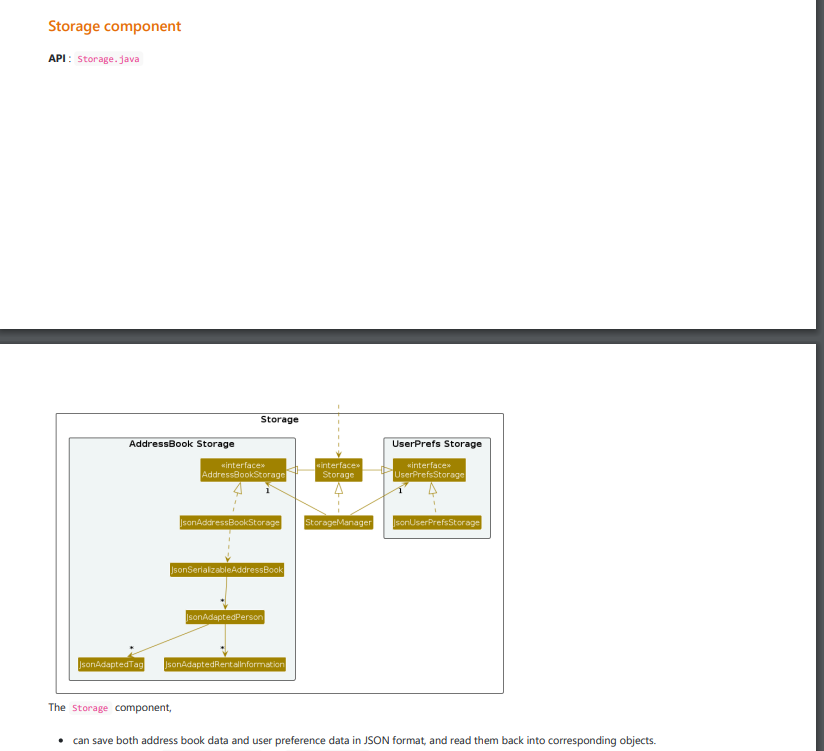 Storage component
API : Storage.java
Storage
AddressBook Storage
UserPrefs Storage
«interface»
AddressBookStorage
«interface»
Storage
«interface»
UserPrefsStorage
1
1
JsonAddressBookStorage
StorageManager
JsonUserPrefsStorage
JsonSerializableAddressBook
*
JsonAdaptedPerson
*
*
JsonAdaptedTag
JsonAdaptedRentalInformation
The Storage component,
• can save both address book data and user preference data in JSON format, and read them back into corresponding objects.